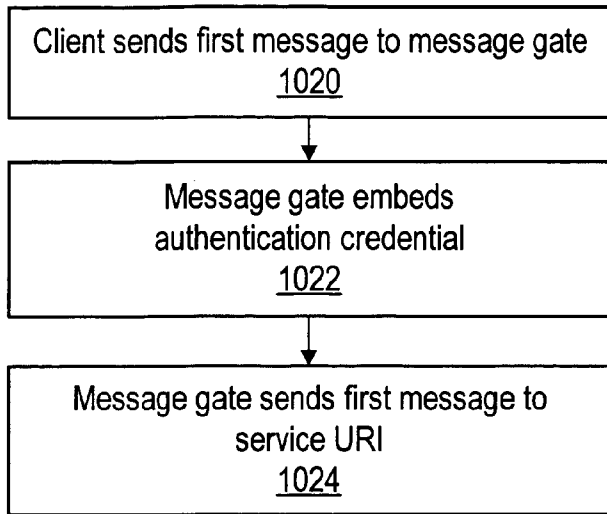 Client sends first message to message gate
1020
Message gate embeds
authentication credential
1022
Message gate sends first message to
service URI
1024